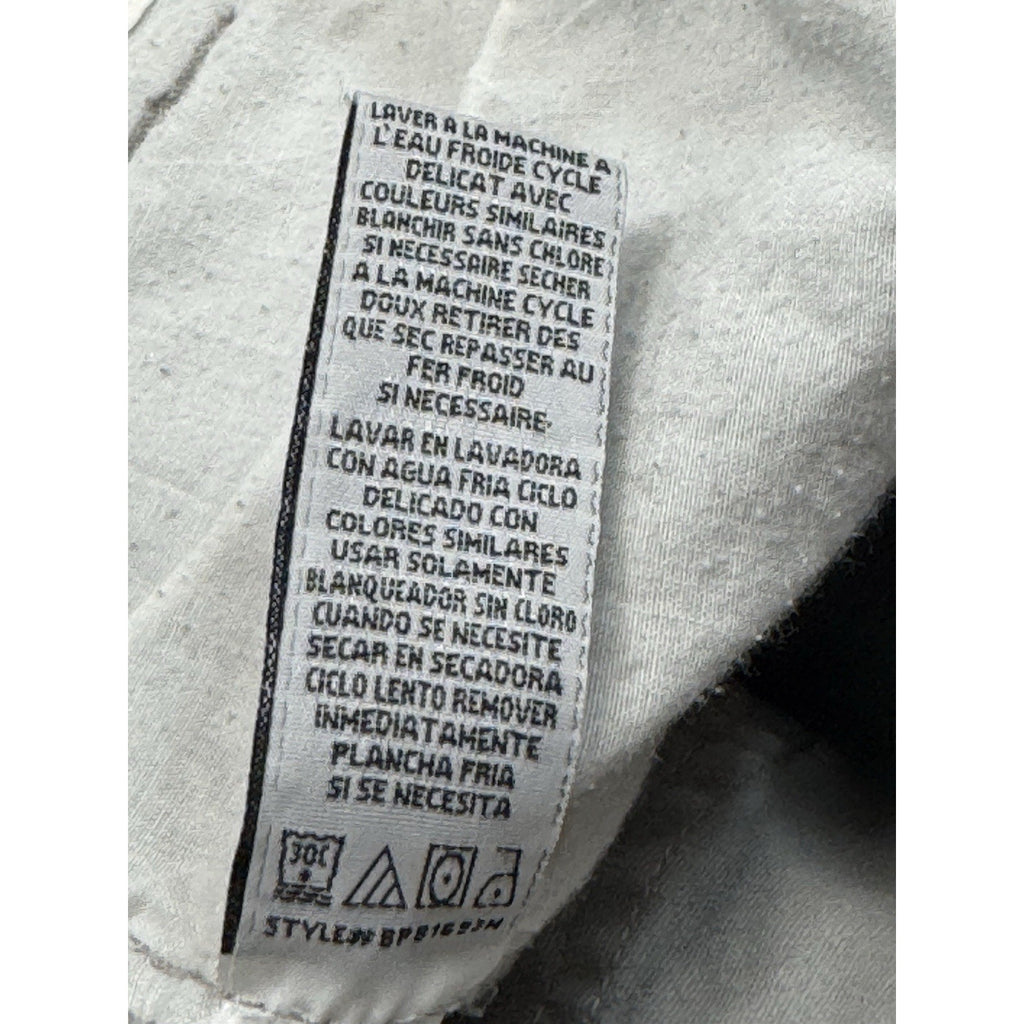 LAVER A LA MACHINE A
L'EAU FROIDE CYCLE
DELICAT AVEC
COULEURS SIMILAIRES
BLANCHIR SANS CHLORE
SI NECESSAIRE SECHER
A LA MACHINE CYCLE
DOUX RETIRER DES
QUE SEC REPASSER AU
FER FROID
SI NECESSAIRE.
LAVAR EN LAVADORA
CON AGUA FRIA CICLO
DELICADO CON
COLORES SIMILARES
USAR SOLAMENTE
BLANQUEADOR SIN CLORO
CUANDO SE NECESITE
SECAR EN SECADORA
CICLO LENTO REMOVER
INMEDIATAMENTE
PLANCHA FRIA
SI SE NECESITA
30C